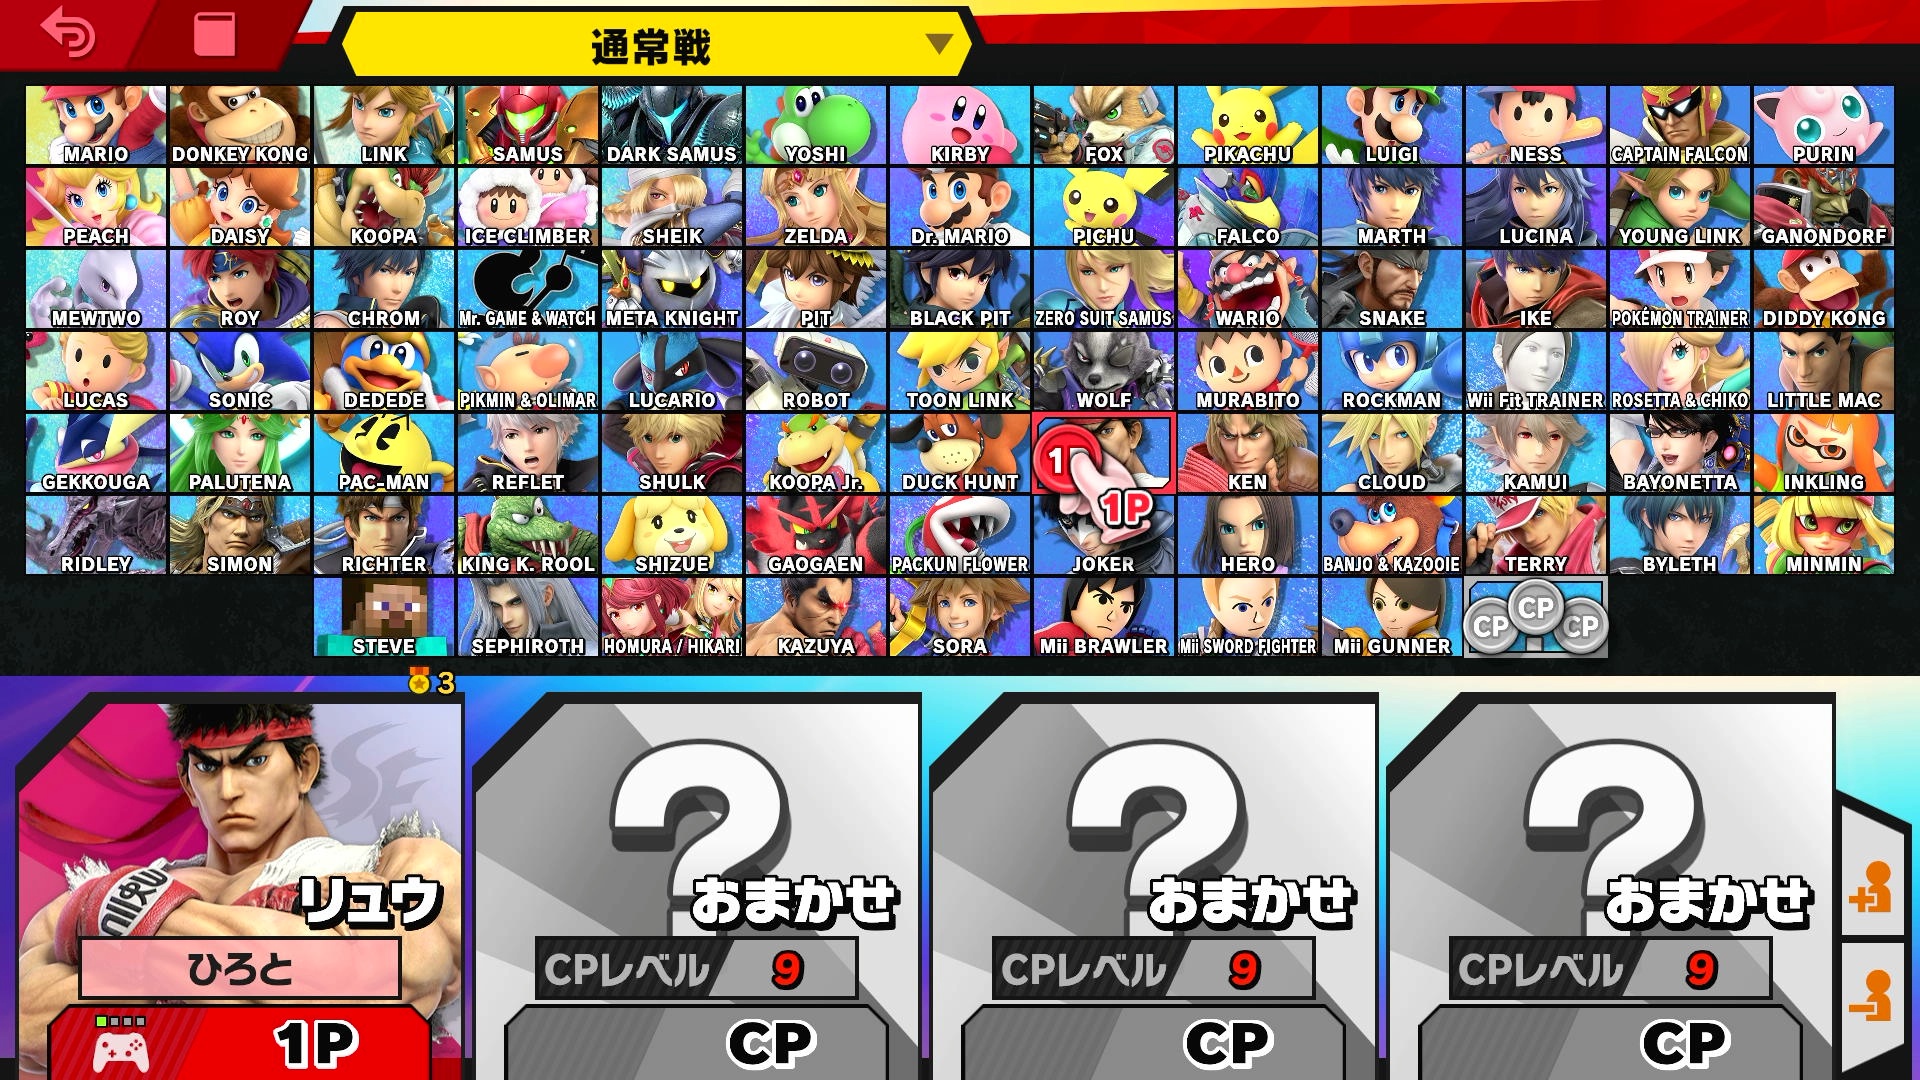 通常戦
MARIO
DONKEY KONG
LINK
SAMUS
DARK SAMUS
YOSHI
KIRBY
FOX
PIKACHU
LUIGI
NESS
CAPTAIN FALCON
PURIN
PEACH
DAISY
KOOPA
ICE CLIMBER
SHEIK
ZELDA
Dr. MARIO
PICHU
FALCO
MARTH
LUCINA
YOUNG LINK
GANONDORF
MEWTWO
ROY
CHROM
Mr. GAME & WATCH
META KNIGHT
PIT
BLACK PIT
ZERO SUIT SAMUS
WARIO
SNAKE
IKE
POKÉMON TRAINER
DIDDY KONG
LUCAS
SONIC
DEDEDE
PIKMIN & OLIMAR
LUCARIO
ROBOT
TOON LINK
WOLF
MURABITO
ROCKMAN
Wii Fit TRAINER
ROSETTA & CHIKO
LITTLE MAC
GEKKOUGA
PALUTENA
PAC-MAN
REFLET
SHULK
KOOPA Jr.
DUCK HUNT
1P
KEN
CLOUD
KAMUI
BAYONETTA
INKLING
RIDLEY
SIMON
RICHTER
KING K. ROOL
SHIZUE
GAOGAEN
PACKUN FLOWER
JOKER
HERO
BANJO & KAZOOIE
TERRY
BYLETH
MINMIN
STEVE
SEPHIROTH
HOMURA / HIKARI
KAZUYA
SORA
Mii BRAWLER
Mii SWORD FIGHTER
Mii GUNNER
CP CP CP
3
リュウ
ひろと
1P
おまかせ
CPレベル 9
CP
おまかせ
CPレベル 9
CP
おまかせ
CPレベル 9
CP